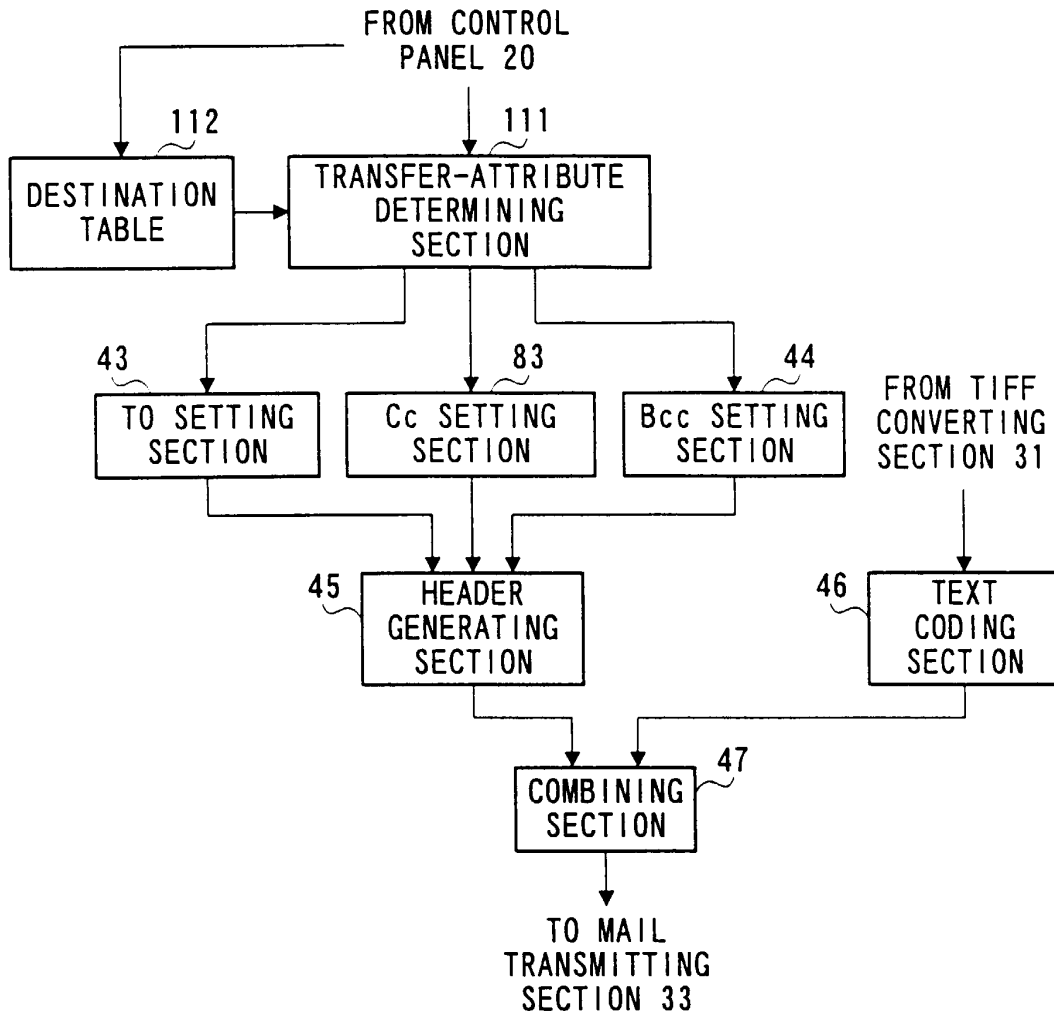 FROM CONTROL
PANEL 20
112
111
DESTINATION
TABLE
TRANSFER-ATTRIBUTE
DETERMINING
SECTION
43
83
44
TO SETTING
SECTION
Cc SETTING
SECTION
Bcc SETTING
SECTION
FROM TIFF
CONVERTING
SECTION 31
45
HEADER
GENERATING
SECTION
46
TEXT
CODING
SECTION
47
COMBINING
SECTION
TO MAIL
TRANSMITTING
SECTION 33